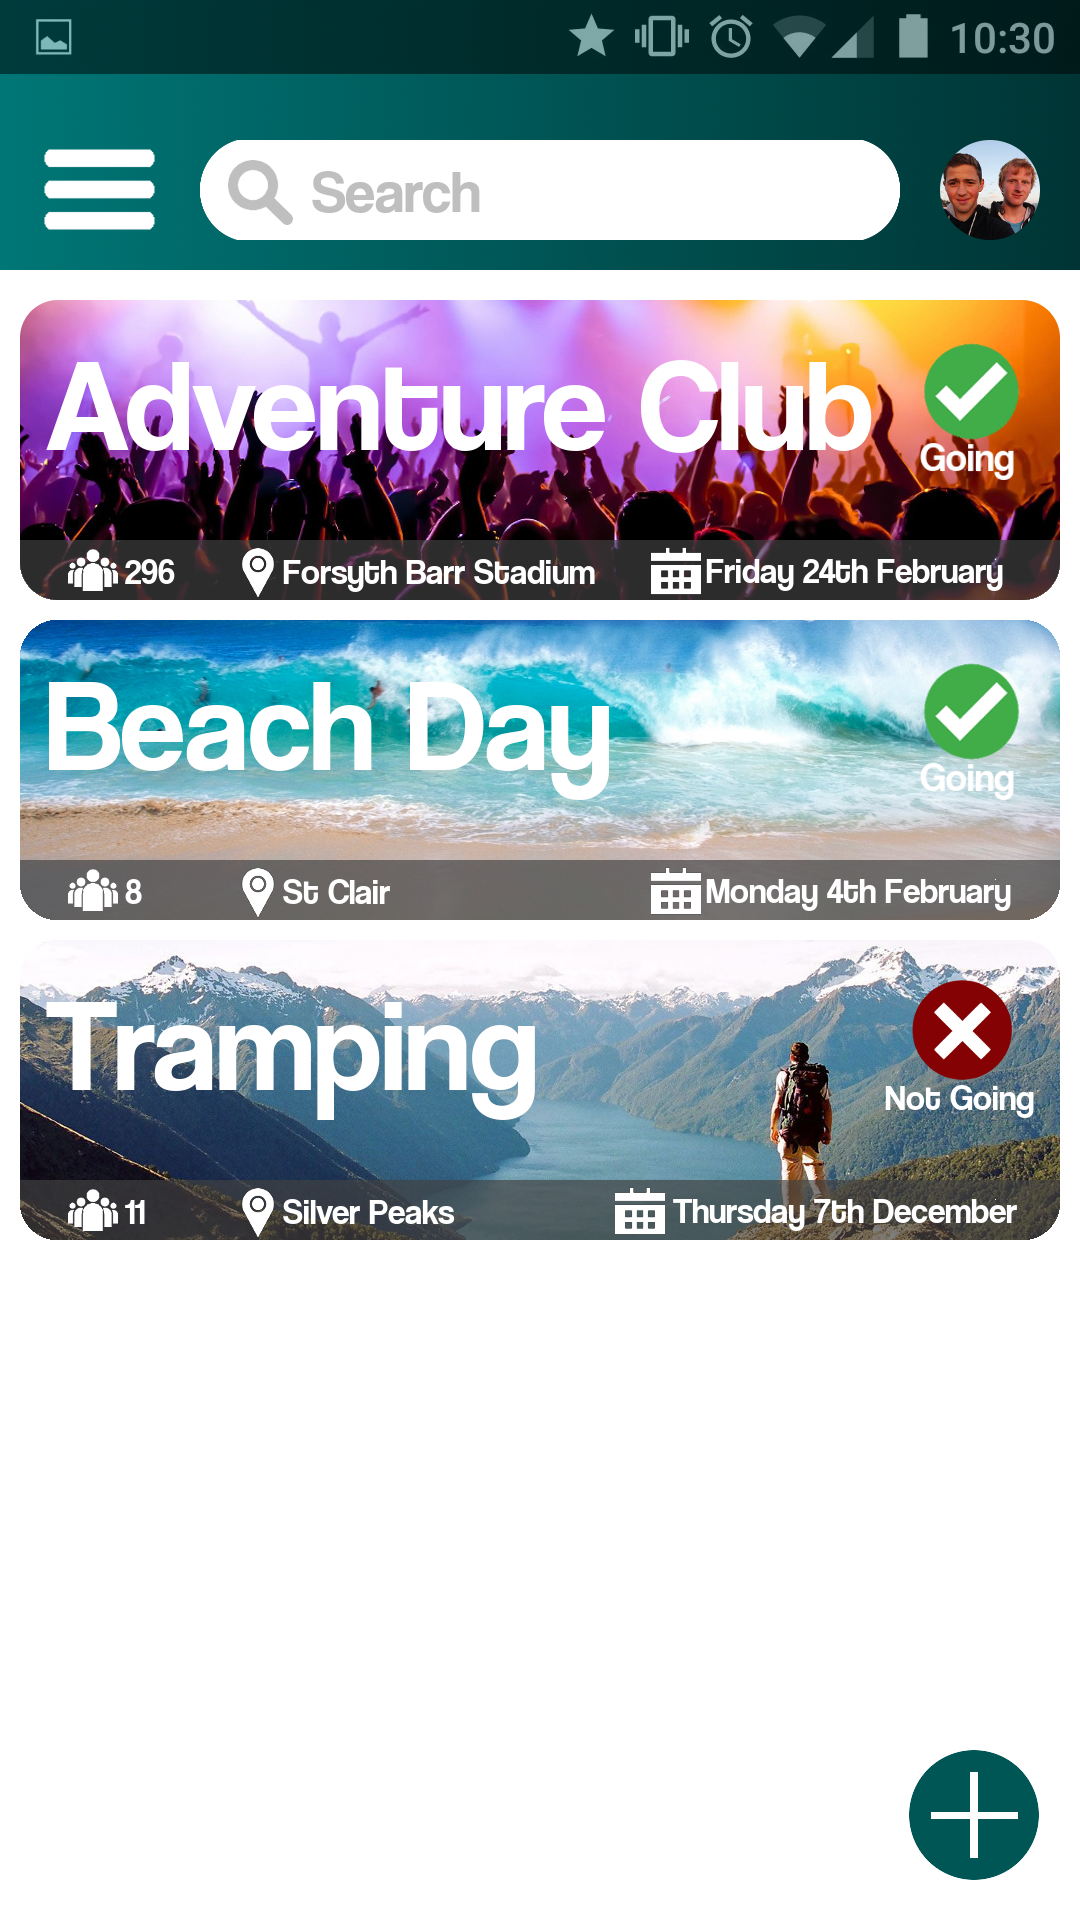 10:30
Search
Adventure Club
Going
296 Forsyth Barr Stadium Friday 24th February
Beach Day
Going
8 St Clair Monday 4th February
Tramping
Not Going
11 Silver Peaks Thursday 7th December